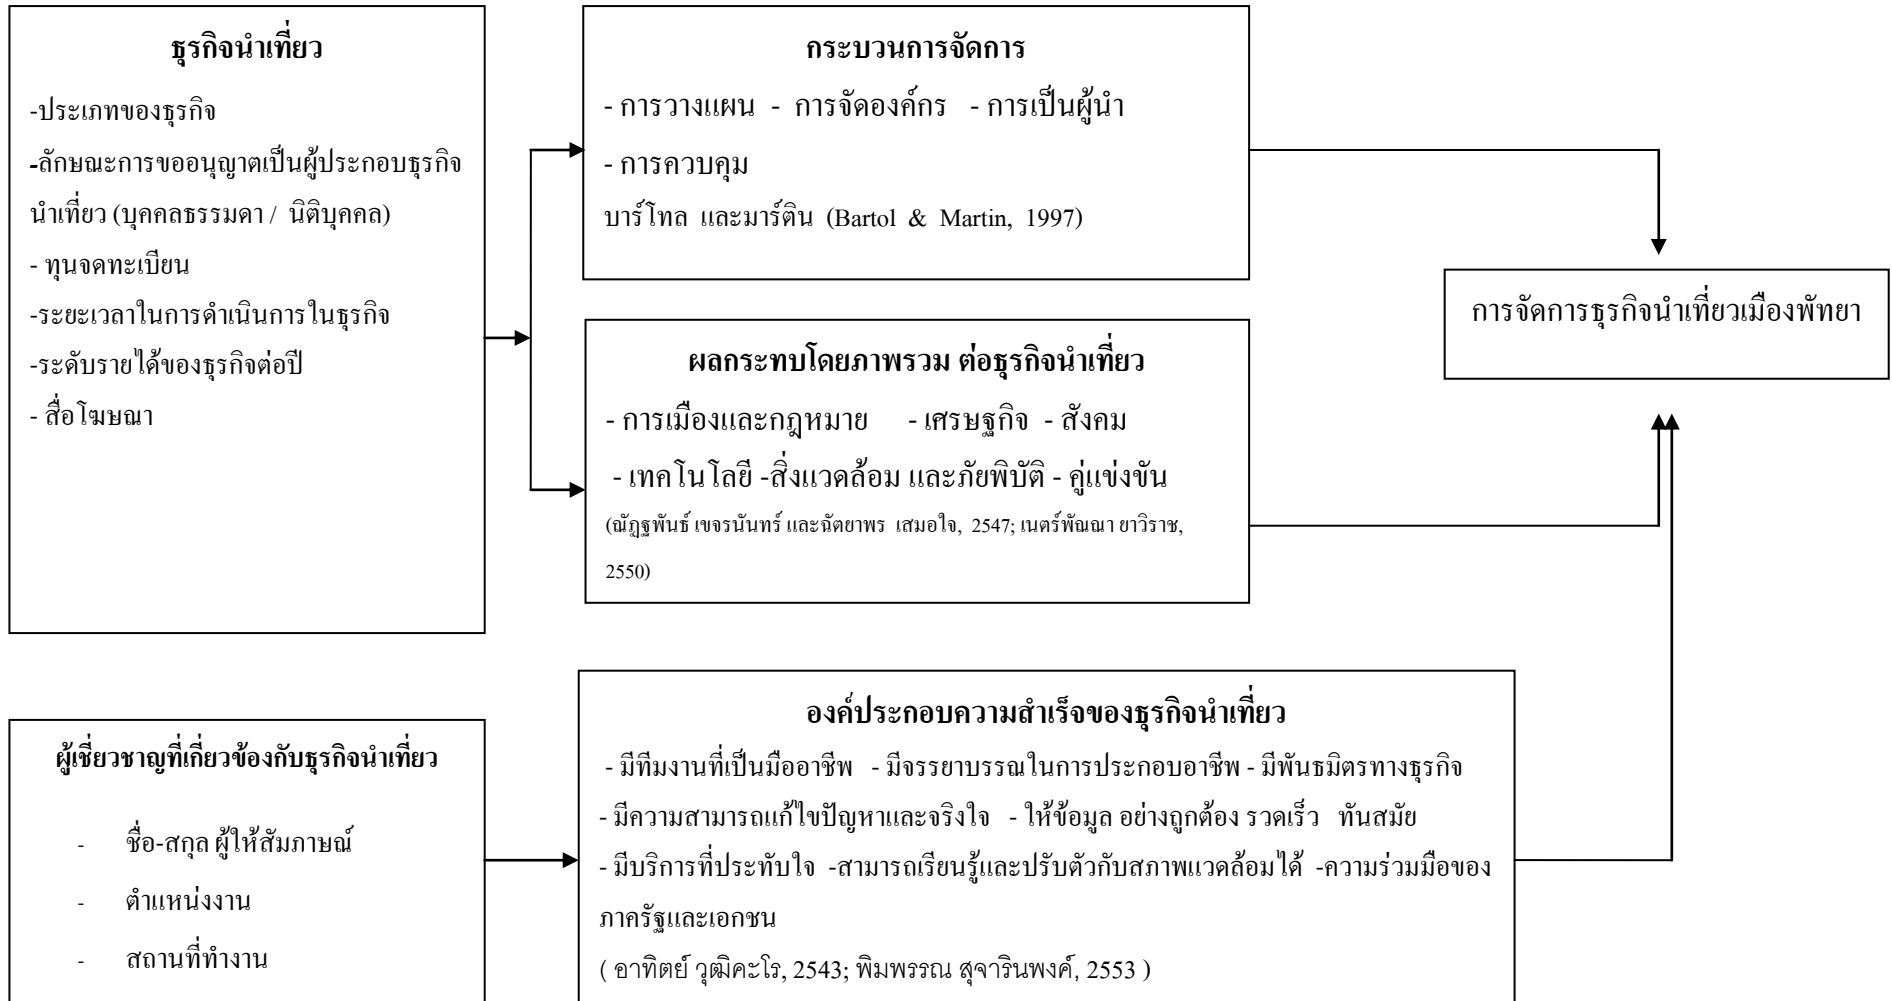 ธุรกิจนำเที่ยว
-ประเภทของธุรกิจ
-ลักษณะการขออนุญาตเป็นผู้ประกอบธุรกิจ
นำเที่ยว (บุคคลธรรมดา / นิติบุคคล)
- ทุนจดทะเบียน
-ระยะเวลาในการดำเนินการในธุรกิจ
-ระดับรายได้ของธุรกิจต่อปี
- สื่อโฆษณา
กระบวนการจัดการ
- การวางแผน - การจัดองค์กร - การเป็นผู้นำ
- การควบคุม
บาร์โทล และมาร์ติน (Bartol & Martin, 1997)
ผลกระทบโดยภาพรวม ต่อธุรกิจนำเที่ยว
- การเมืองและกฎหมาย - เศรษฐกิจ - สังคม
- เทคโนโลยี -สิ่งแวดล้อม และภัยพิบัติ - คู่แข่งขัน
(ณัฏฐพันธ์ เขจรนันทร์ และฉัตยาพร เสมอใจ, 2547; เนตร์พัณณา ยาวิราช,
2550)
การจัดการธุรกิจนำเที่ยวเมืองพัทยา
ผู้เชี่ยวชาญที่เกี่ยวข้องกับธุรกิจนำเที่ยว
- ชื่อ-สกุล ผู้ให้สัมภาษณ์
- ตำแหน่งงาน
- สถานที่ทำงาน
องค์ประกอบความสำเร็จของธุรกิจนำเที่ยว
- มีทีมงานที่เป็นมืออาชีพ - มีจรรยาบรรณในการประกอบอาชีพ - มีพันธมิตรทางธุรกิจ
- มีความสามารถแก้ไขปัญหาและจริงใจ - ให้ข้อมูล อย่างถูกต้อง รวดเร็ว ทันสมัย
- มีบริการที่ประทับใจ -สามารถเรียนรู้และปรับตัวกับสภาพแวดล้อมได้ -ความร่วมมือของ
ภาครัฐและเอกชน
( อาทิตย์ วุฒิคะโร, 2543; พิมพรรณ สุจารินพงค์, 2553 )